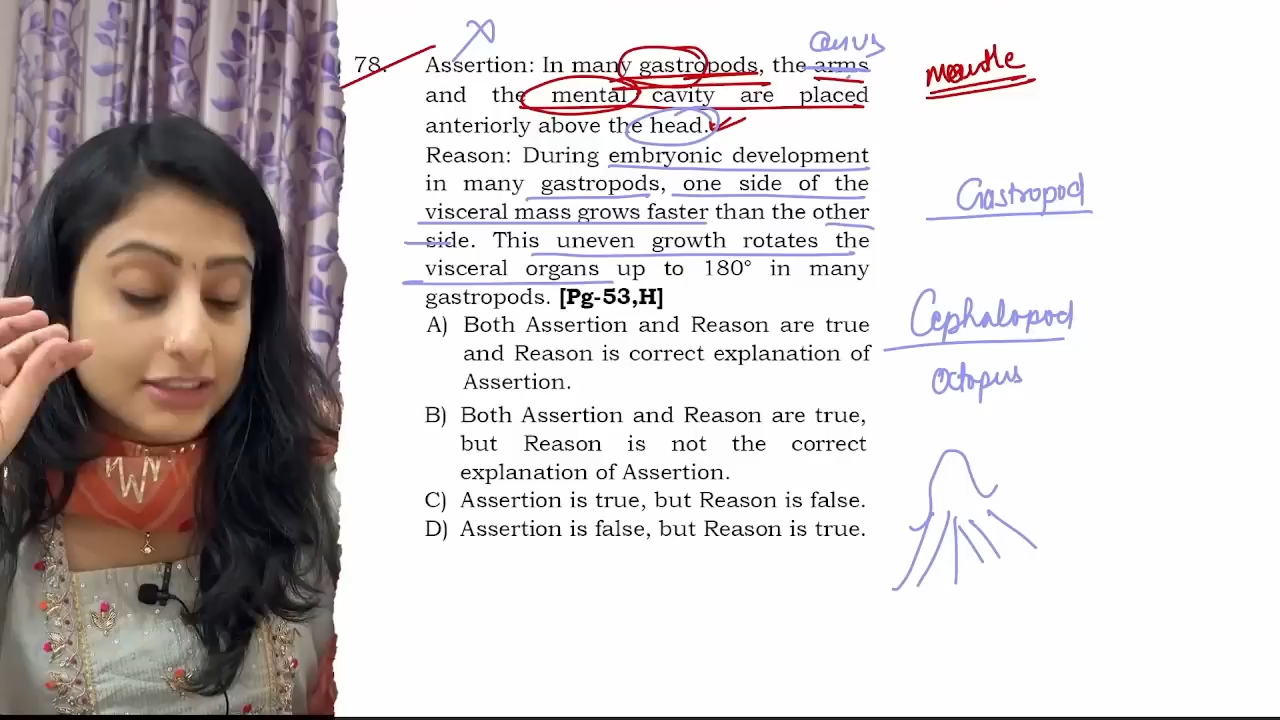 anus
78. Assertion: In many gastropods, the arms
and the mental cavity are placed
anteriorly above the head.
Mantle
Reason: During embryonic development
in many gastropods, one side of the
visceral mass grows faster than the other
side. This uneven growth rotates the
visceral organs up to 180° in many
gastropods. [Pg-53,H]
Gastropod
A) Both Assertion and Reason are true
and Reason is correct explanation of
Assertion.
Cephalopod
Octopus
B) Both Assertion and Reason are true,
but Reason is not the correct
explanation of Assertion.
C) Assertion is true, but Reason is false.
D) Assertion is false, but Reason is true.